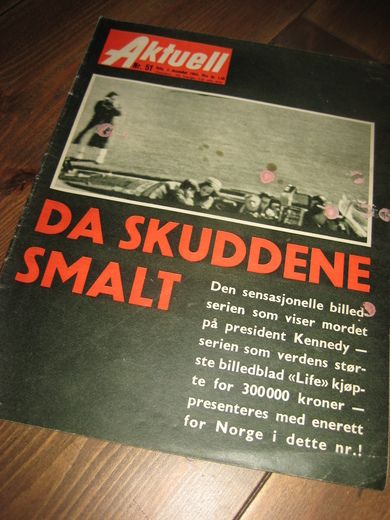 Aktuell
Nr. 51
DA SKUDDENE
SMALT
Den sensasjonelle billed-
serien som viser mordet
på president Kennedy —
serien som verdens stør-
ste billedblad «Life» kjøp-
te for 300000 kroner —
presenteres med enerett
for Norge i dette nr.!